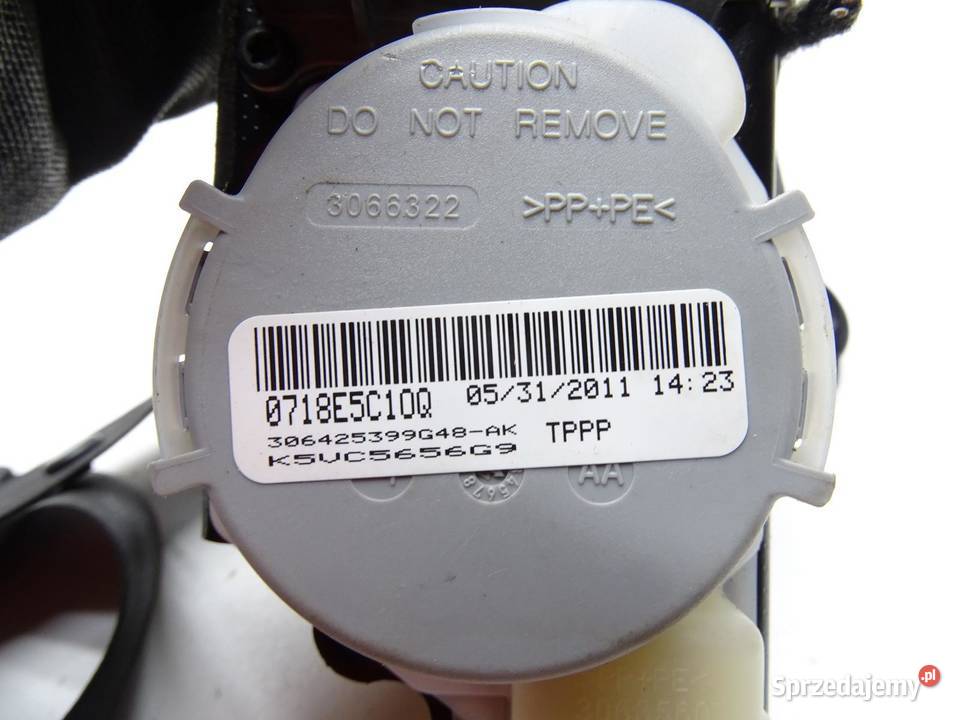 CAUTION
DO NOT REMOVE
3066322 >PP+PE<
0718E5C10Q 05/31/2011 14:23
306425399G48-AK TPPP
K5VC5656G9
AA
Sprzedajemy.pl